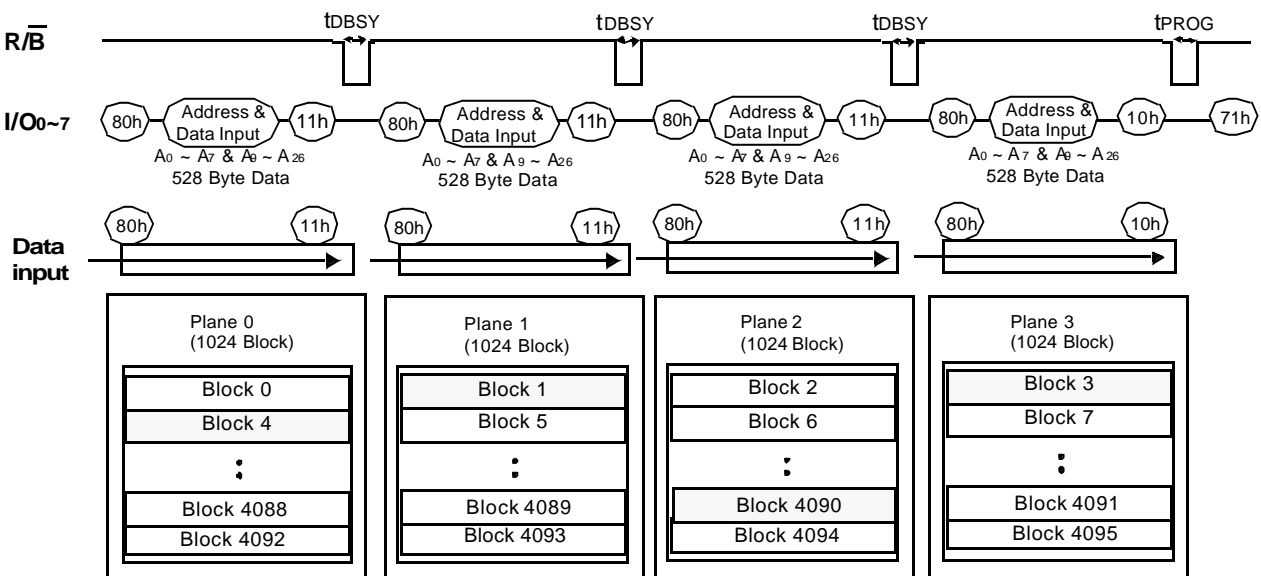 tDBSY tDBSY tDBSY tPROG
R/B
I/O0~7 80h Address & Data Input 11h 80h Address & Data Input 11h 80h Address & Data Input 11h 80h Address & Data Input 10h 71h
A0 ~ A7 & A9 ~ A26 A0 ~ A7 & A9 ~ A26 A0 ~ A7 & A9 ~ A26 A0 ~ A7 & A9 ~ A26
528 Byte Data 528 Byte Data 528 Byte Data 528 Byte Data
Data input 80h 11h 80h 11h 80h 11h 80h 10h
Plane 0
(1024 Block)
Block 0
Block 4
:
Block 4088
Block 4092
Plane 1
(1024 Block)
Block 1
Block 5
:
Block 4089
Block 4093
Plane 2
(1024 Block)
Block 2
Block 6
:
Block 4090
Block 4094
Plane 3
(1024 Block)
Block 3
Block 7
:
Block 4091
Block 4095